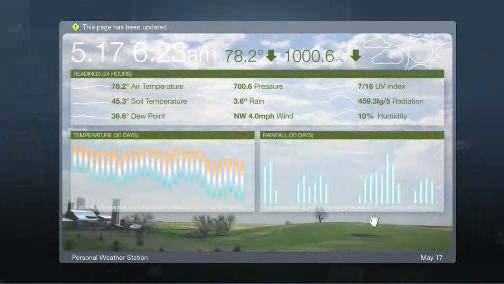 This page has been updated
5.17 6:23am 78.2° 1000.6
READINGS (24 HOURS)
78.2° Air Temperature 700.6 Pressure 7/16 UV Index
45.3° Soil Temperature 3.6" Rain 459.3lg/5 Radiation
36.6° Dew Point NW 4.0mph Wind 10% Humidity
TEMPERATURE (30 DAYS) RAINFALL (30 DAYS)
Personal Weather Station May 17